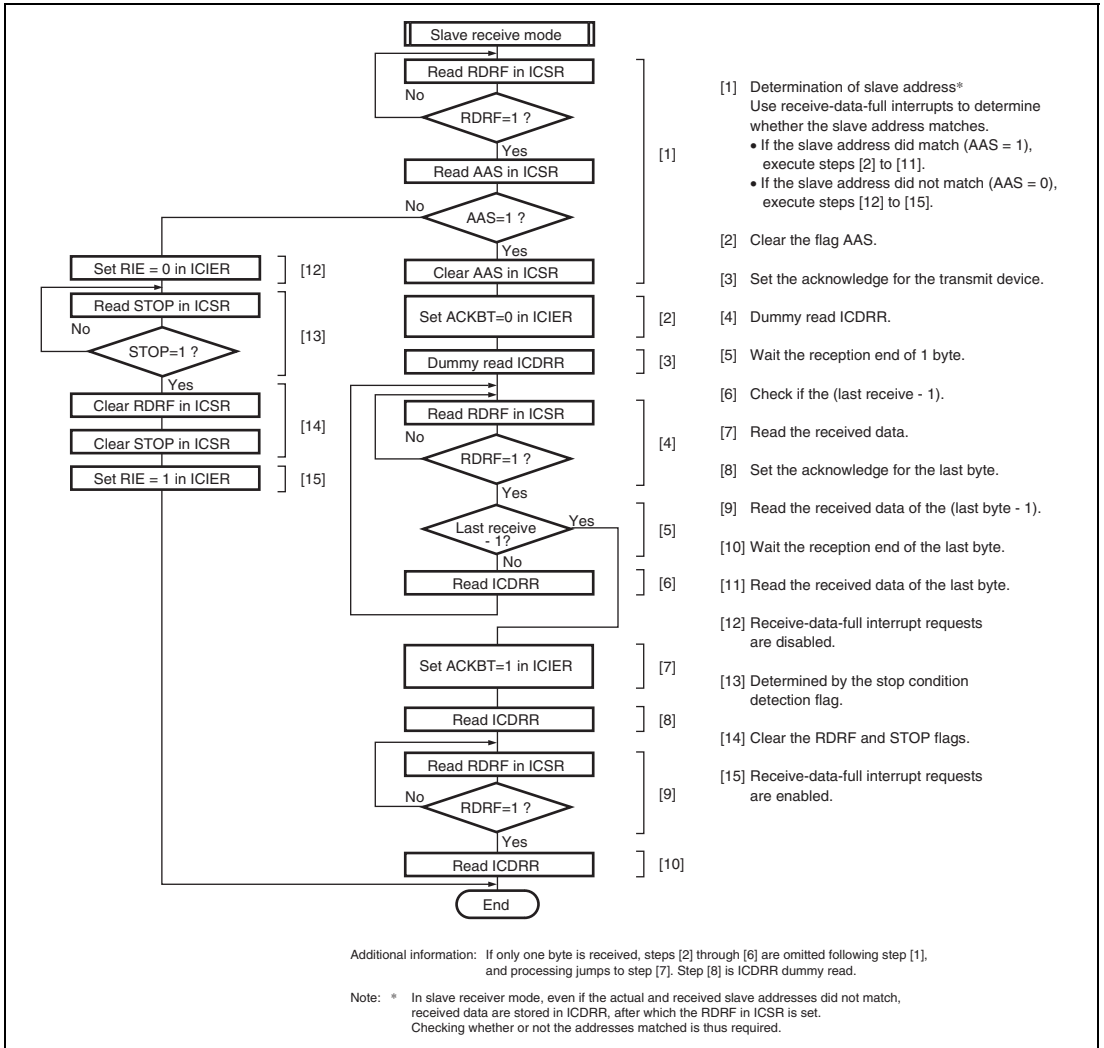 Slave receive mode
Read RDRF in ICSR
No
RDRF=1 ?
Yes
Read AAS in ICSR
No
AAS=1 ?
Yes
Clear AAS in ICSR
[1]
Set RIE = 0 in ICIER
[12]
Read STOP in ICSR
No
STOP=1 ?
Yes
[13]
Clear RDRF in ICSR
Clear STOP in ICSR
[14]
Set RIE = 1 in ICIER
[15]
Set ACKBT=0 in ICIER
[2]
Dummy read ICDRR
[3]
Read RDRF in ICSR
No
RDRF=1 ?
Yes
[4]
Last receive
- 1?
Yes
No
[5]
Read ICDRR
[6]
Set ACKBT=1 in ICIER
[7]
Read ICDRR
[8]
Read RDRF in ICSR
No
RDRF=1 ?
Yes
[9]
Read ICDRR
[10]
End
[1] Determination of slave address*
Use receive-data-full interrupts to determine
whether the slave address matches.
• If the slave address did match (AAS = 1),
execute steps [2] to [11].
• If the slave address did not match (AAS = 0),
execute steps [12] to [15].
[2] Clear the flag AAS.
[3] Set the acknowledge for the transmit device.
[4] Dummy read ICDRR.
[5] Wait the reception end of 1 byte.
[6] Check if the (last receive - 1).
[7] Read the received data.
[8] Set the acknowledge for the last byte.
[9] Read the received data of the (last byte - 1).
[10] Wait the reception end of the last byte.
[11] Read the received data of the last byte.
[12] Receive-data-full interrupt requests
are disabled.
[13] Determined by the stop condition
detection flag.
[14] Clear the RDRF and STOP flags.
[15] Receive-data-full interrupt requests
are enabled.
Additional information: If only one byte is received, steps [2] through [6] are omitted following step [1],
and processing jumps to step [7]. Step [8] is ICDRR dummy read.
Note: * In slave receiver mode, even if the actual and received slave addresses did not match,
received data are stored in ICDRR, after which the RDRF in ICSR is set.
Checking whether or not the addresses matched is thus required.